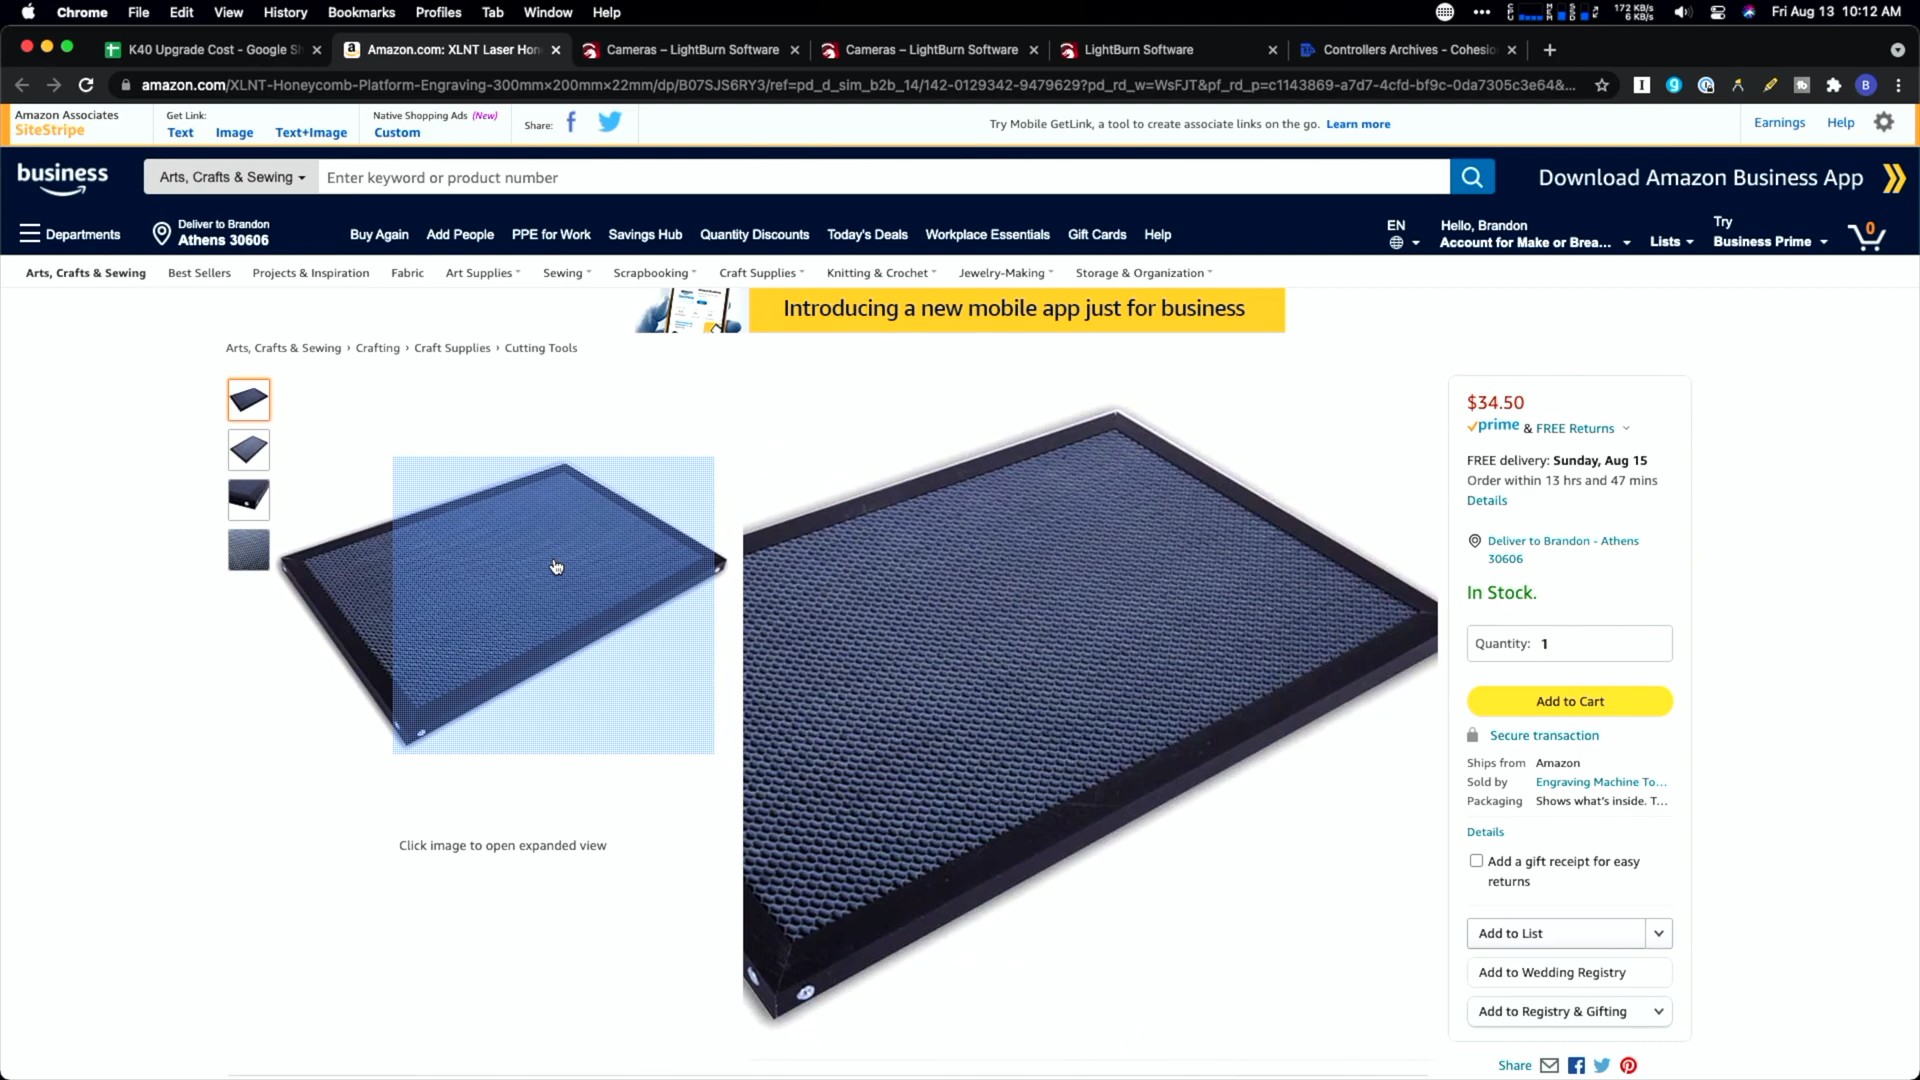 Chrome File Edit View History Bookmarks Profiles Tab Window Help
172 KB/s
6 KB/s
Fri Aug 13 10:12 AM
K40 Upgrade Cost - Google Sh
Amazon.com: XLNT Laser Hon
Cameras – LightBurn Software
Cameras – LightBurn Software
LightBurn Software
Controllers Archives - Cohesio
amazon.com/XLNT-Honeycomb-Platform-Engraving-300mm×200mm×22mm/dp/B07SJS6RY3/ref=pd_d_sim_b2b_14/142-0129342-9479629?pd_rd_w=WsFJT&pf_rd_p=c1143869-a7d7-4cfd-bf9c-0da7305c3e64&...
Amazon Associates
SiteStripe
Get Link:
Text Image Text+Image
Native Shopping Ads (New)
Custom
Share:
Try Mobile GetLink, a tool to create associate links on the go. Learn more
Earnings Help
business
Arts, Crafts & Sewing
Enter keyword or product number
Download Amazon Business App
Departments
Deliver to Brandon
Athens 30606
Buy Again Add People PPE for Work Savings Hub Quantity Discounts Today's Deals Workplace Essentials Gift Cards Help
EN
Hello, Brandon
Account for Make or Brea...
Lists
Try
Business Prime
0
Arts, Crafts & Sewing Best Sellers Projects & Inspiration Fabric Art Supplies Sewing Scrapbooking Craft Supplies Knitting & Crochet Jewelry-Making Storage & Organization
Introducing a new mobile app just for business
Arts, Crafts & Sewing › Crafting › Craft Supplies › Cutting Tools
Click image to open expanded view
$34.50
prime & FREE Returns
FREE delivery: Sunday, Aug 15
Order within 13 hrs and 47 mins
Details
Deliver to Brandon - Athens
30606
In Stock.
Quantity: 1
Add to Cart
Secure transaction
Ships from Amazon
Sold by Engraving Machine To...
Packaging Shows what's inside. T...
Details
Add a gift receipt for easy
returns
Add to List
Add to Wedding Registry
Add to Registry & Gifting
Share